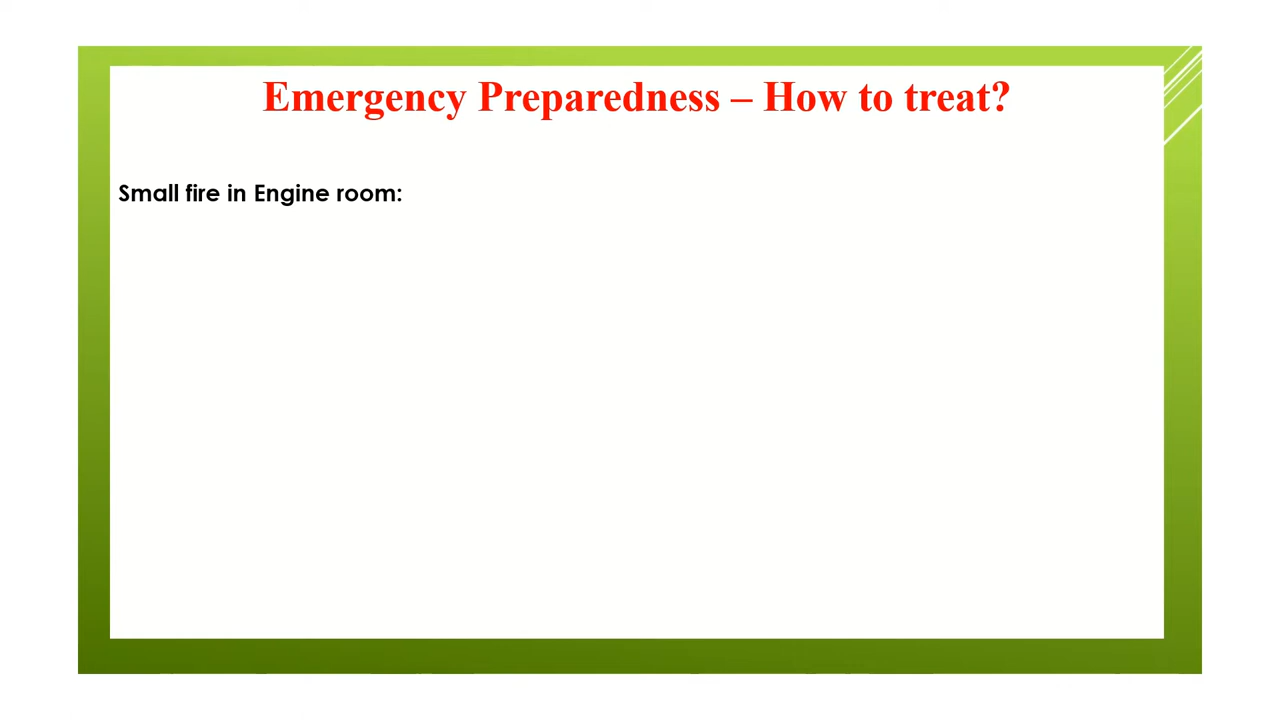 Emergency Preparedness – How to treat?
Small fire in Engine room: